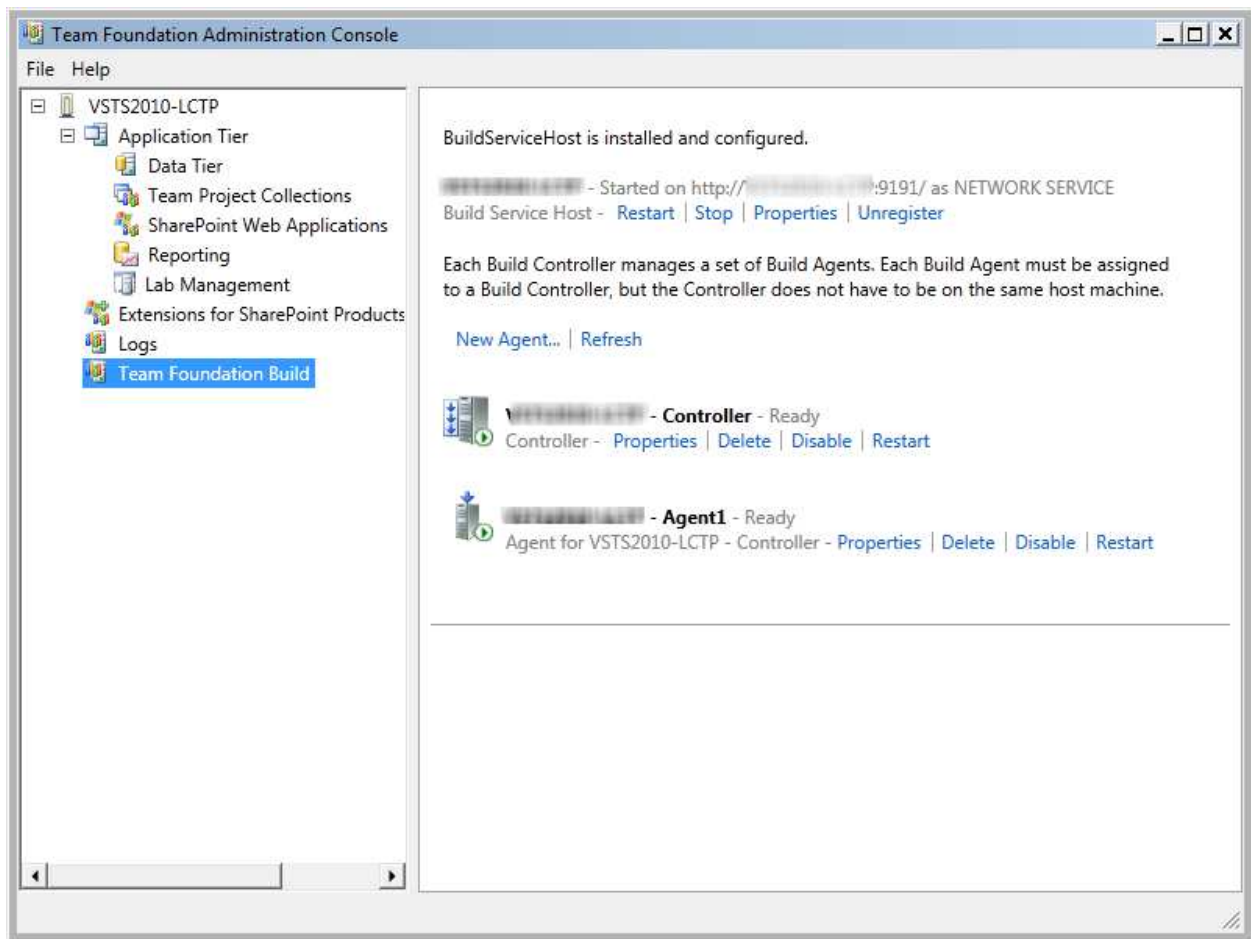 Team Foundation Administration Console
File Help
VSTS2010-LCTP
Application Tier
Data Tier
Team Project Collections
SharePoint Web Applications
Reporting
Lab Management
Extensions for SharePoint Products
Logs
Team Foundation Build
BuildServiceHost is installed and configured.
- Started on http:// :9191/ as NETWORK SERVICE
Build Service Host - Restart | Stop | Properties | Unregister
Each Build Controller manages a set of Build Agents. Each Build Agent must be assigned
to a Build Controller, but the Controller does not have to be on the same host machine.
New Agent... | Refresh
- Controller - Ready
Controller - Properties | Delete | Disable | Restart
- Agent1 - Ready
Agent for VSTS2010-LCTP - Controller - Properties | Delete | Disable | Restart